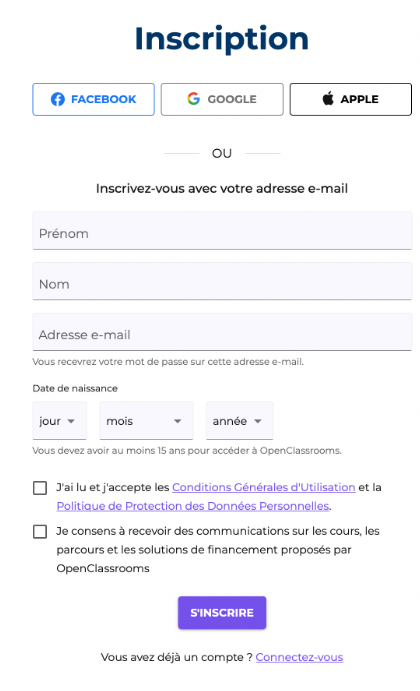 Inscription
FACEBOOK
GOOGLE
APPLE
OU
Inscrivez-vous avec votre adresse e-mail
Prénom
Nom
Adresse e-mail
Vous recevrez votre mot de passe sur cette adresse e-mail.
Date de naissance
jour
mois
année
Vous devez avoir au moins 15 ans pour accéder à OpenClassrooms.
J'ai lu et j'accepte les Conditions Générales d'Utilisation et la
Politique de Protection des Données Personnelles.
Je consens à recevoir des communications sur les cours, les
parcours et les solutions de financement proposés par
OpenClassrooms
S'INSCRIRE
Vous avez déjà un compte ? Connectez-vous